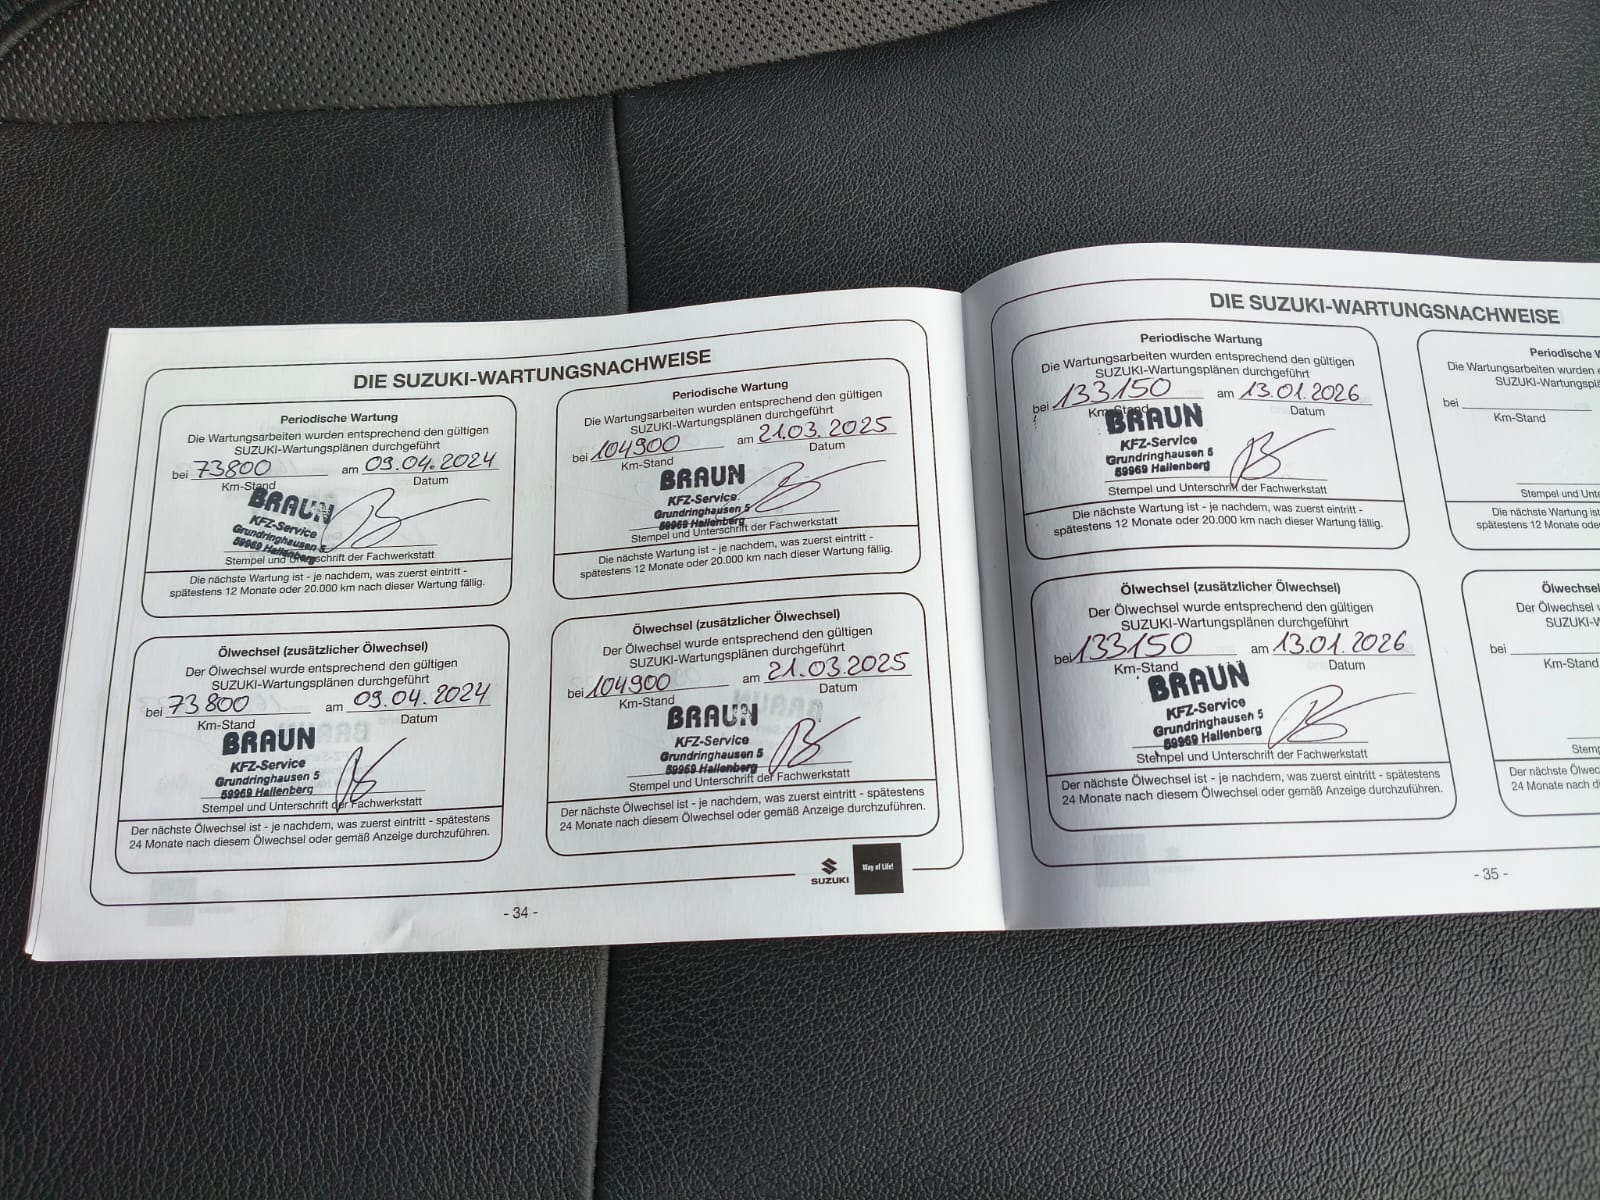 DIE SUZUKI-WARTUNGSNACHWEISE
Periodische Wartung
Die Wartungsarbeiten wurden entsprechend den gültigen
SUZUKI-Wartungsplänen durchgeführt
bei 73800 am 09.04.2024
Km-Stand Datum
BRAUN
KFZ-Service
Grundringhausen 5
59969 Hallenberg
Stempel und Unterschrift der Fachwerkstatt
Die nächste Wartung ist - je nachdem, was zuerst eintritt -
spätestens 12 Monate oder 20.000 km nach dieser Wartung fällig.
Periodische Wartung
Die Wartungsarbeiten wurden entsprechend den gültigen
SUZUKI-Wartungsplänen durchgeführt
bei 104900 am 21.03.2025
Km-Stand Datum
BRAUN
KFZ-Service
Grundringhausen 5
59969 Hallenberg
Stempel und Unterschrift der Fachwerkstatt
Die nächste Wartung ist - je nachdem, was zuerst eintritt -
spätestens 12 Monate oder 20.000 km nach dieser Wartung fällig.
Ölwechsel (zusätzlicher Ölwechsel)
Der Ölwechsel wurde entsprechend den gültigen
SUZUKI-Wartungsplänen durchgeführt
bei 73800 am 09.04.2024
Km-Stand Datum
BRAUN
KFZ-Service
Grundringhausen 5
59969 Hallenberg
Stempel und Unterschrift der Fachwerkstatt
Der nächste Ölwechsel ist - je nachdem, was zuerst eintritt - spätestens
24 Monate nach diesem Ölwechsel oder gemäß Anzeige durchzuführen.
Ölwechsel (zusätzlicher Ölwechsel)
Der Ölwechsel wurde entsprechend den gültigen
SUZUKI-Wartungsplänen durchgeführt
bei 104900 am 21.03.2025
Km-Stand Datum
BRAUN
KFZ-Service
Grundringhausen 5
59969 Hallenberg
Stempel und Unterschrift der Fachwerkstatt
Der nächste Ölwechsel ist - je nachdem, was zuerst eintritt - spätestens
24 Monate nach diesem Ölwechsel oder gemäß Anzeige durchzuführen.
SUZUKI
Way of Life!
- 34 -
DIE SUZUKI-WARTUNGSNACHWEISE
Periodische Wartung
Die Wartungsarbeiten wurden entsprechend den gültigen
SUZUKI-Wartungsplänen durchgeführt
bei 133150 am 13.01.2026
Km-Stand Datum
BRAUN
KFZ-Service
Grundringhausen 5
59969 Hallenberg
Stempel und Unterschrift der Fachwerkstatt
Die nächste Wartung ist - je nachdem, was zuerst eintritt -
spätestens 12 Monate oder 20.000 km nach dieser Wartung fällig.
Periodische
Die Wartungsarbeiten wurden
bei
Km-Stand
Stempel und
Die nächste Wartung ist
spätestens 12 Monate
Ölwechsel (zusätzlicher Ölwechsel)
Der Ölwechsel wurde entsprechend den gültigen
SUZUKI-Wartungsplänen durchgeführt
bei 133150 am 13.01.2026
Km-Stand Datum
BRAUN
KFZ-Service
Grundringhausen 5
59969 Hallenberg
Stempel und Unterschrift der Fachwerkstatt
Der nächste Ölwechsel ist - je nachdem, was zuerst eintritt - spätestens
24 Monate nach diesem Ölwechsel oder gemäß Anzeige durchzuführen.
Ölwechsel
Der Ölwechsel
bei
Km-Stand
Der nächste
24 Monate nach
- 35 -